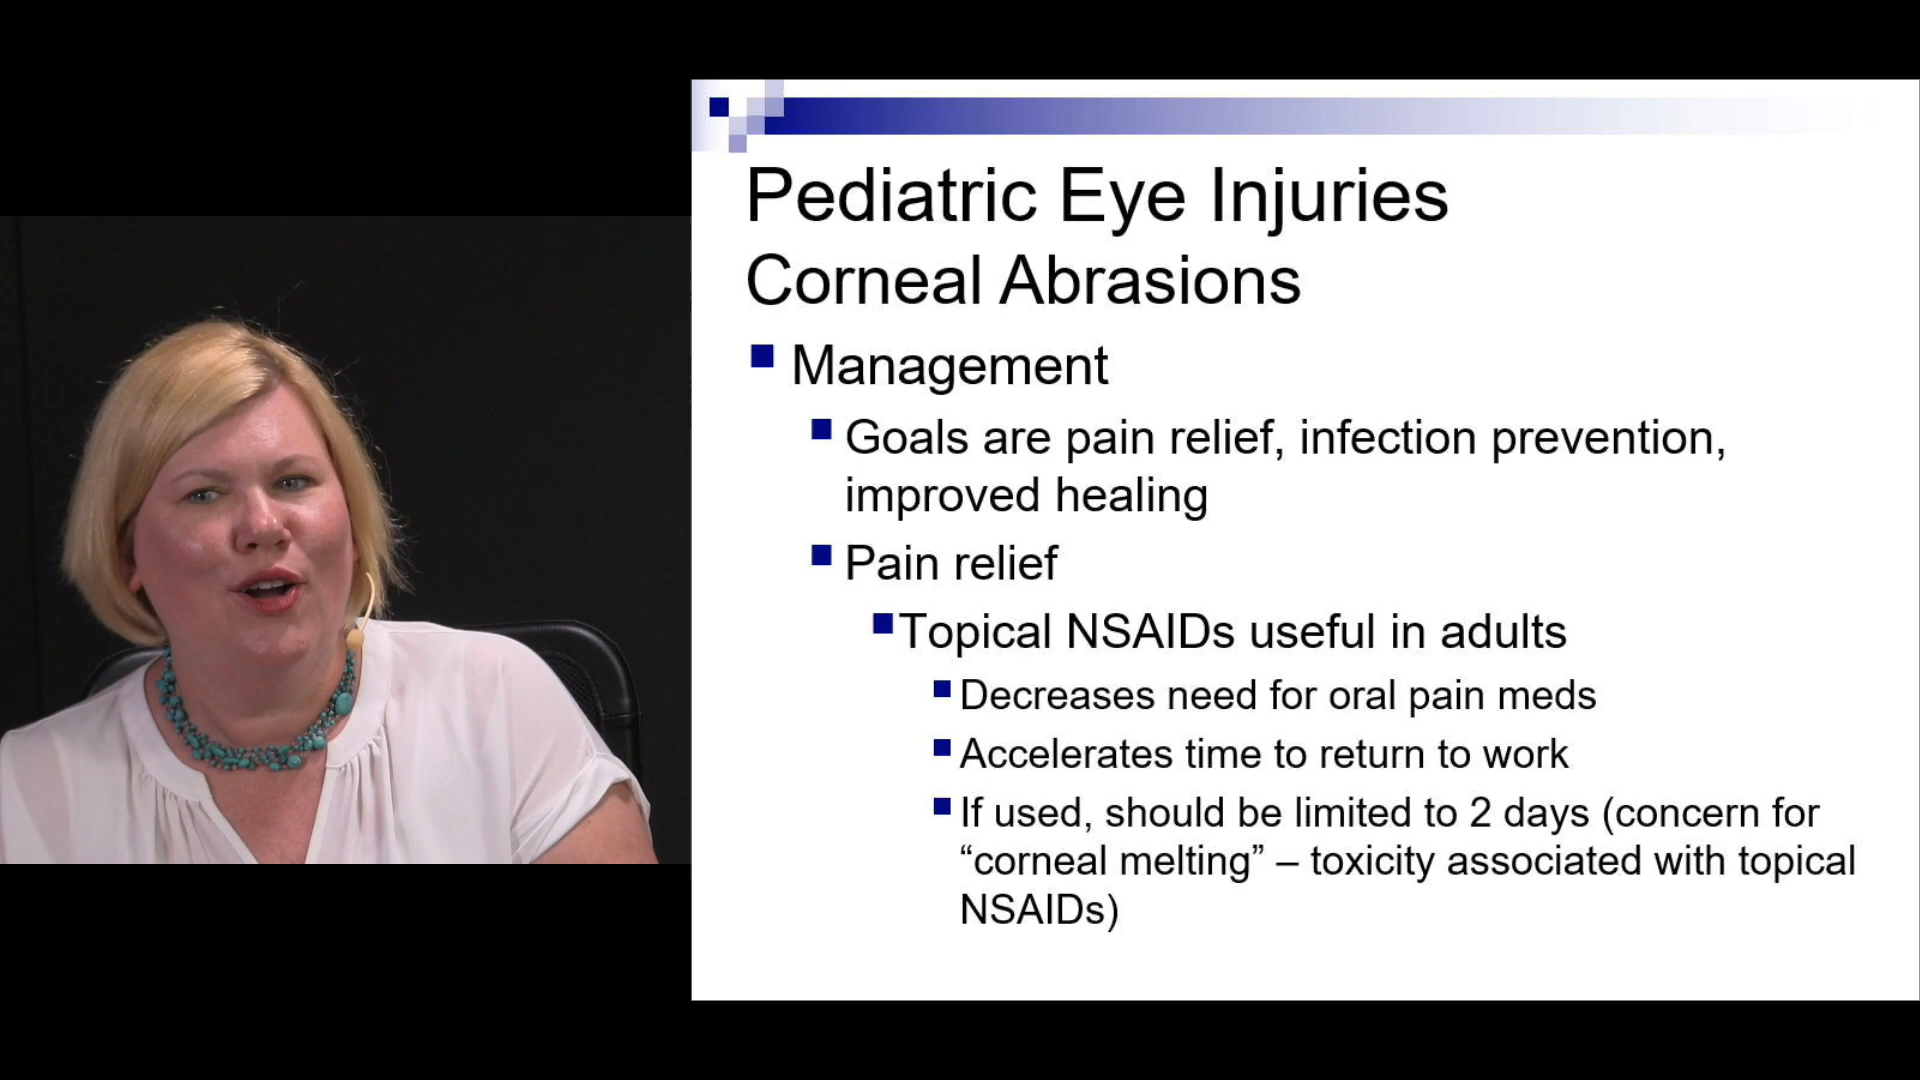 Pediatric Eye Injuries
Corneal Abrasions
Management
Goals are pain relief, infection prevention,
improved healing
Pain relief
Topical NSAIDs useful in adults
Decreases need for oral pain meds
Accelerates time to return to work
If used, should be limited to 2 days (concern for
“corneal melting” – toxicity associated with topical
NSAIDs)